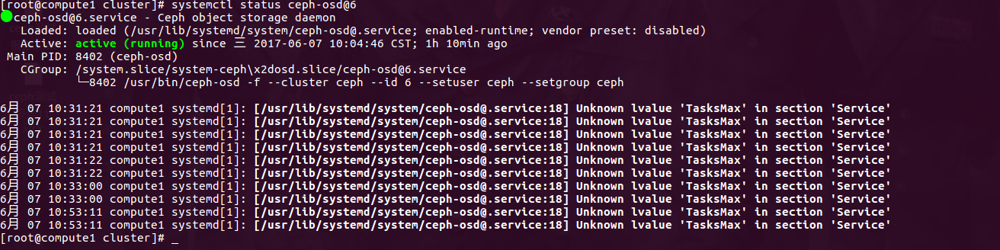 [root@compute1 cluster]# systemctl status ceph-osd@6
ceph-osd@6.service - Ceph object storage daemon
Loaded: loaded (/usr/lib/systemd/system/ceph-osd@.service; enabled-runtime; vendor preset: disabled)
Active: active (running) since 三 2017-06-07 10:04:46 CST; 1h 10min ago
Main PID: 8402 (ceph-osd)
CGroup: /system.slice/system-ceph\x2dosd.slice/ceph-osd@6.service
└─8402 /usr/bin/ceph-osd -f --cluster ceph --id 6 --setuser ceph --setgroup ceph
6月 07 10:31:21 compute1 systemd[1]: [/usr/lib/systemd/system/ceph-osd@.service:18] Unknown lvalue 'TasksMax' in section 'Service'
6月 07 10:31:21 compute1 systemd[1]: [/usr/lib/systemd/system/ceph-osd@.service:18] Unknown lvalue 'TasksMax' in section 'Service'
6月 07 10:31:21 compute1 systemd[1]: [/usr/lib/systemd/system/ceph-osd@.service:18] Unknown lvalue 'TasksMax' in section 'Service'
6月 07 10:31:21 compute1 systemd[1]: [/usr/lib/systemd/system/ceph-osd@.service:18] Unknown lvalue 'TasksMax' in section 'Service'
6月 07 10:31:22 compute1 systemd[1]: [/usr/lib/systemd/system/ceph-osd@.service:18] Unknown lvalue 'TasksMax' in section 'Service'
6月 07 10:31:22 compute1 systemd[1]: [/usr/lib/systemd/system/ceph-osd@.service:18] Unknown lvalue 'TasksMax' in section 'Service'
6月 07 10:33:00 compute1 systemd[1]: [/usr/lib/systemd/system/ceph-osd@.service:18] Unknown lvalue 'TasksMax' in section 'Service'
6月 07 10:33:00 compute1 systemd[1]: [/usr/lib/systemd/system/ceph-osd@.service:18] Unknown lvalue 'TasksMax' in section 'Service'
6月 07 10:53:11 compute1 systemd[1]: [/usr/lib/systemd/system/ceph-osd@.service:18] Unknown lvalue 'TasksMax' in section 'Service'
6月 07 10:53:11 compute1 systemd[1]: [/usr/lib/systemd/system/ceph-osd@.service:18] Unknown lvalue 'TasksMax' in section 'Service'
[root@compute1 cluster]# _